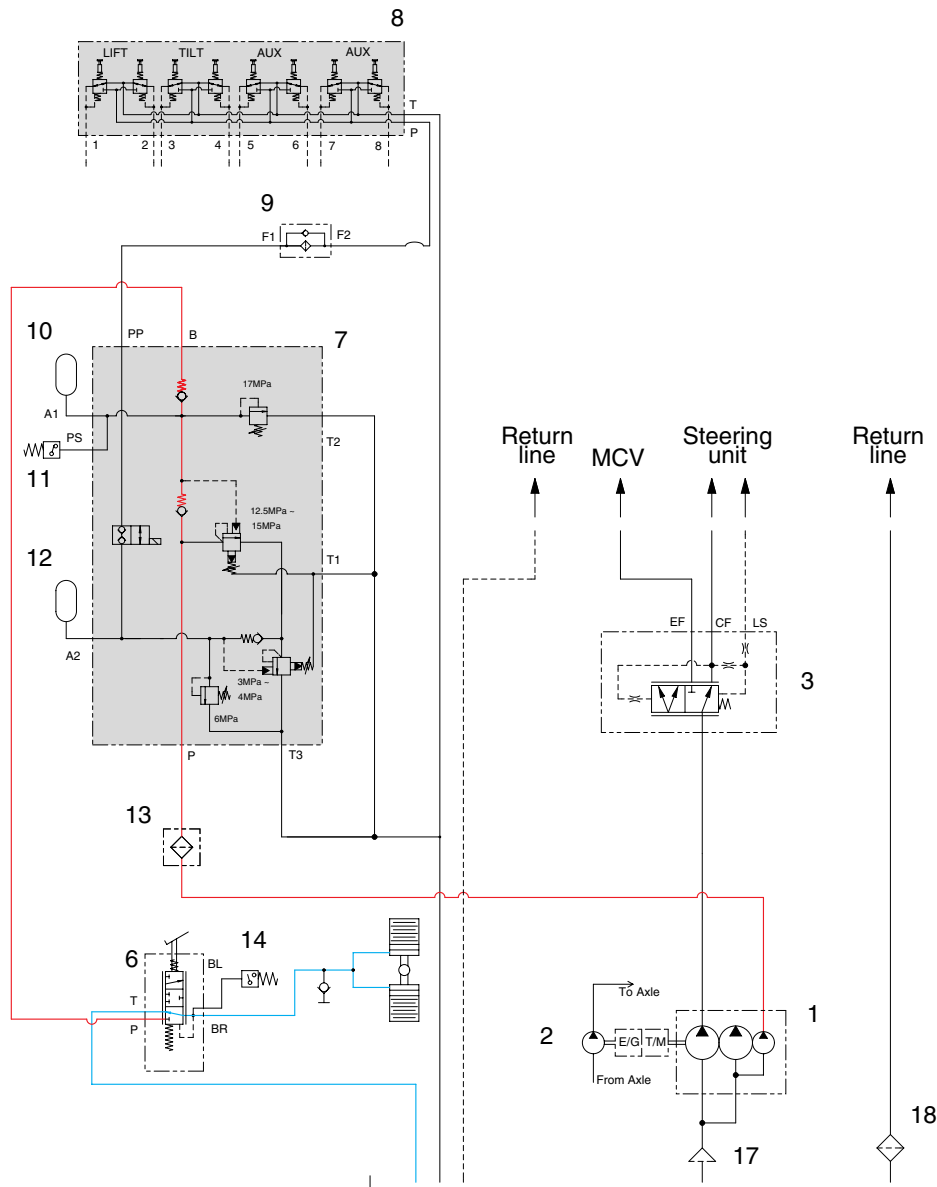 8
LIFT TILT AUX AUX
T
P
1 2 3 4 5 6 7 8
9
F1 F2
PP B
10 7
17MPa
A1
T2
PS
11
12.5MPa ~
15MPa
12
T1
A2
3MPa ~
4MPa
6MPa
P T3
Return
line
MCV
Steering
unit
Return
line
EF CF LS
3
13
14
6 BL
T
P BR
To Axle
1
2 E/G T/M
From Axle
17
18